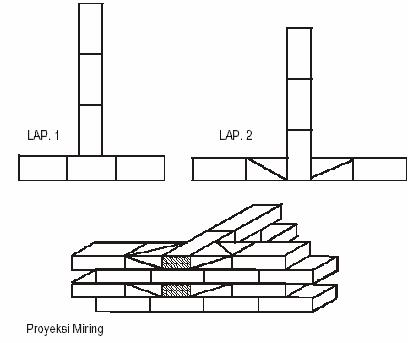 LAP. 1
LAP. 2
Proyeksi Miring